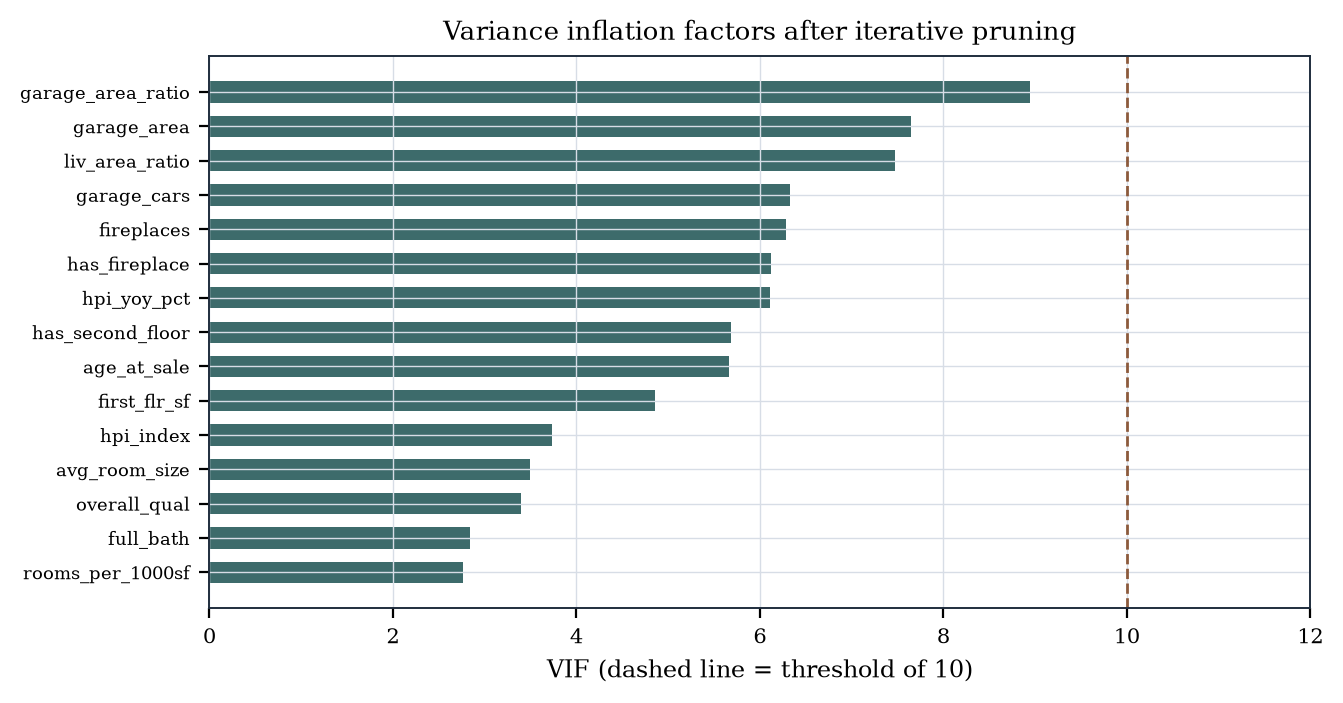 Variance inflation factors after iterative pruning
garage_area_ratio
garage_area
liv_area_ratio
garage_cars
fireplaces
has_fireplace
hpi_yoy_pct
has_second_floor
age_at_sale
first_flr_sf
hpi_index
avg_room_size
overall_qual
full_bath
rooms_per_1000sf
0 2 4 6 8 10 12
VIF (dashed line = threshold of 10)